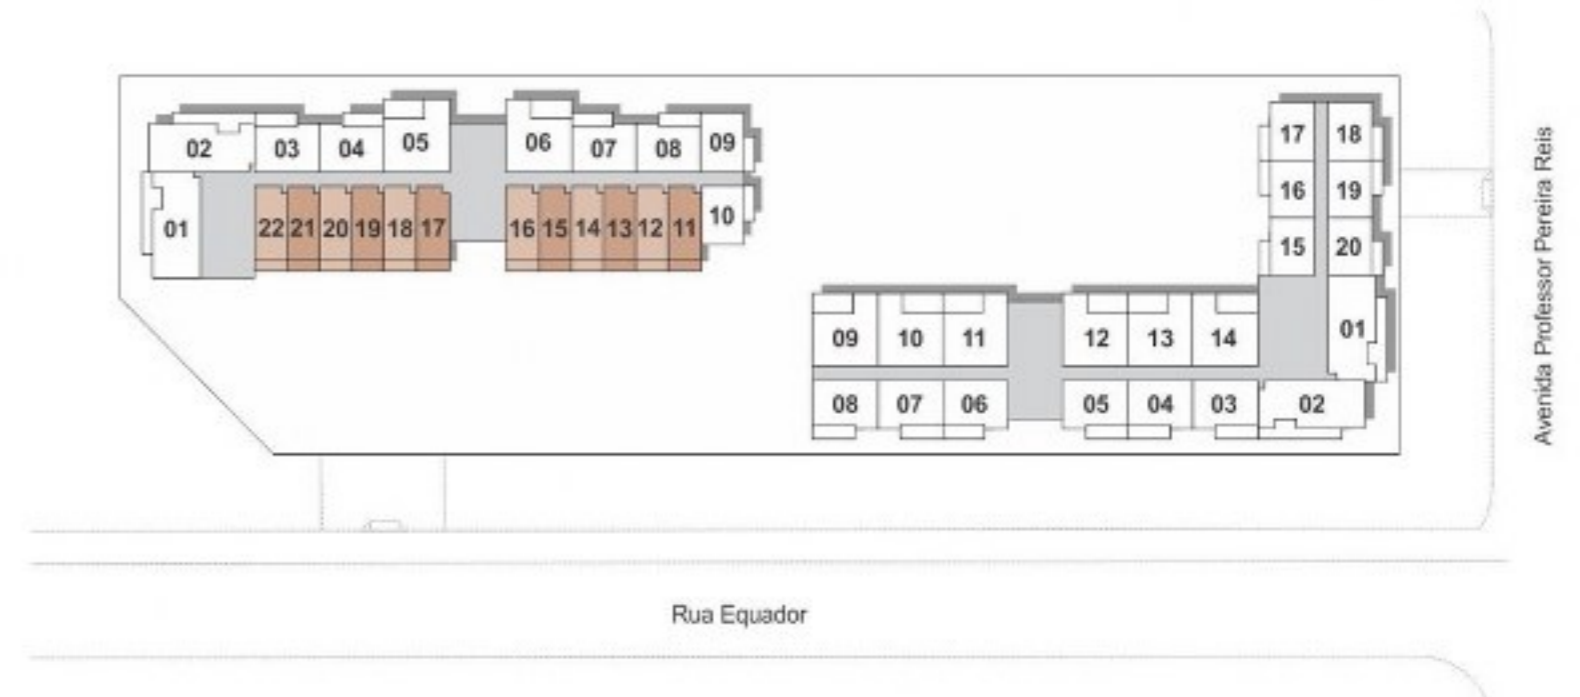 02 03 04 05 06 07 08 09
01 22 21 20 19 18 17 16 15 14 13 12 11 10
17 18
16 19
15 20
09 10 11 12 13 14 01
08 07 06 05 04 03 02
Avenida Professor Pereira Reis
Rua Equador